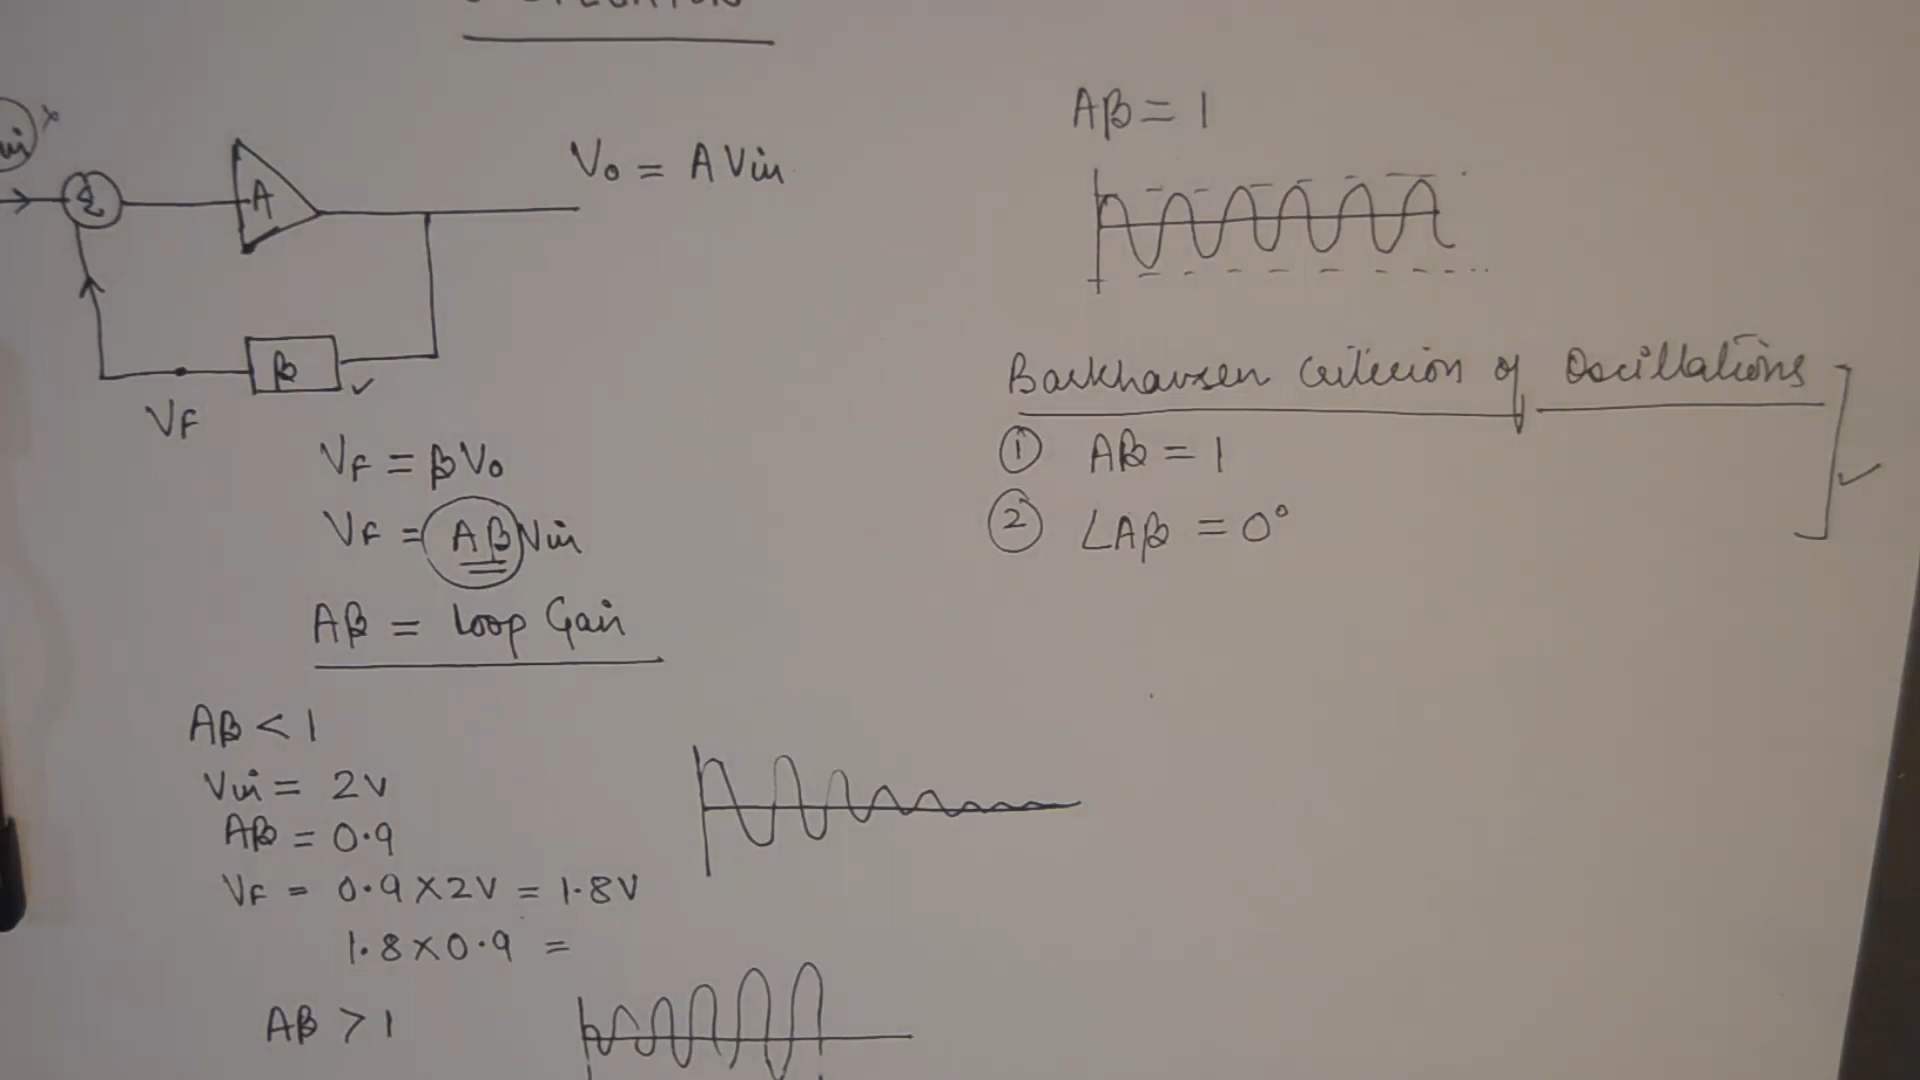 Σ
A
Vo = A Vin
β
VF
VF = βVo
VF = Aβ Vin
Aβ = Loop Gain
Aβ < 1
Vin = 2V
Aβ = 0.9
VF = 0.9 X 2V = 1.8V
1.8 X 0.9 =
Aβ > 1
Aβ = 1
Barkhausen Criterion of Oscillations
① Aβ = 1
② ∠Aβ = 0°